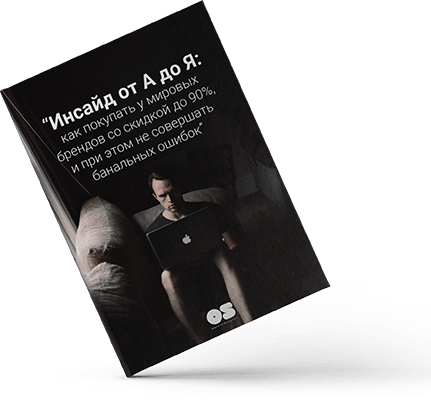 “Инсайд от А до Я:
как покупать у мировых
брендов со скидкой до 90%,
и при этом не совершать
банальных ошибок”
OS